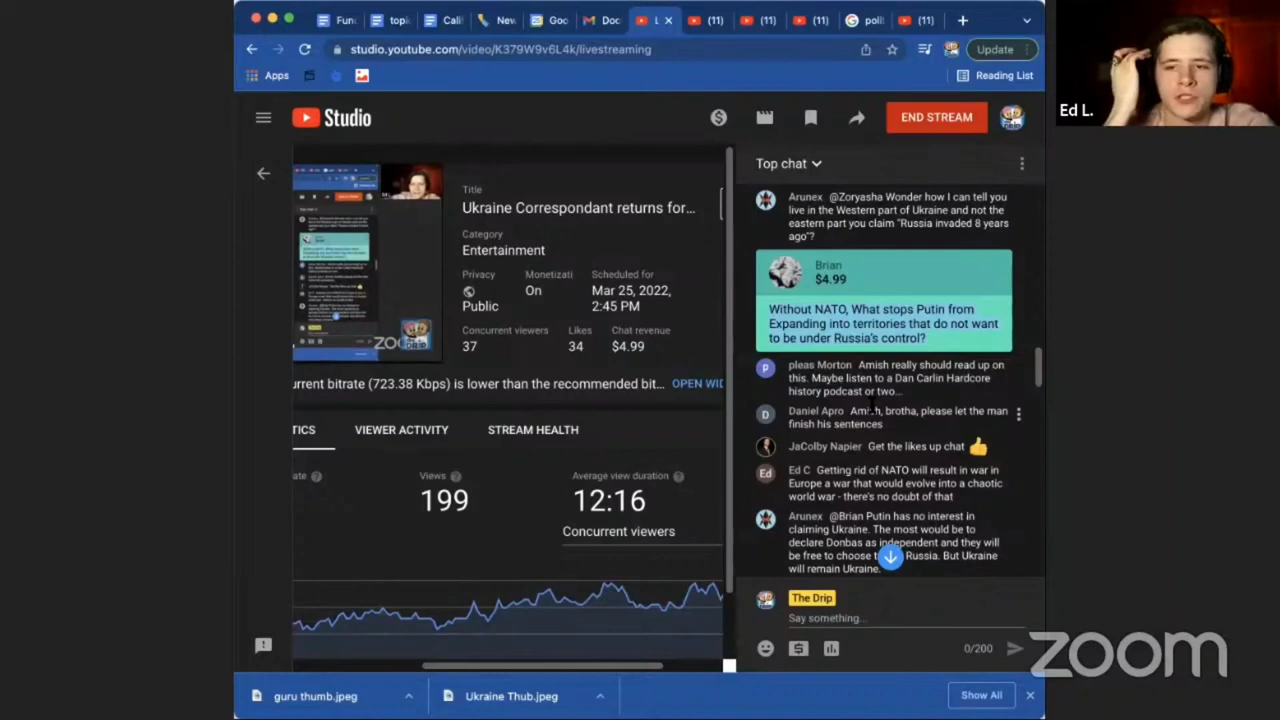 Func
topic
Calif
New
Goo
Doc
L
(11)
(11)
(11)
polit
(11)
studio.youtube.com/video/K379W9v6L4k/livestreaming
Update
Apps
Reading List
Studio
END STREAM
Ed L.
Title
Ukraine Correspondant returns for...
Category
Entertainment
Privacy
Monetizati
Scheduled for
Public
On
Mar 25, 2022,
2:45 PM
Concurrent viewers
Likes
Chat revenue
37
34
$4.99
urrent bitrate (723.38 Kbps) is lower than the recommended bit...
OPEN WID
TICS
VIEWER ACTIVITY
STREAM HEALTH
ate
Views
Average view duration
199
12:16
Concurrent viewers
Top chat
Arunex @Zoryasha Wonder how I can tell you
live in the Western part of Ukraine and not the
eastern part you claim "Russia invaded 8 years
ago"?
Brian
$4.99
Without NATO, What stops Putin from
Expanding into territories that do not want
to be under Russia's control?
P
pleas Morton Amish really should read up on
this. Maybe listen to a Dan Carlin Hardcore
history podcast or two...
D
Daniel Apro Amish, brotha, please let the man
finish his sentences
JaColby Napier Get the likes up chat
Ed
Ed C Getting rid of NATO will result in war in
Europe a war that would evolve into a chaotic
world war - there's no doubt of that
Arunex @Brian Putin has no interest in
claiming Ukraine. The most would be to
declare Donbas as independent and they will
be free to choose t Russia. But Ukraine
will remain Ukraine.
The Drip
Say something...
0/200
guru thumb.jpeg
Ukraine Thub.jpeg
Show All
zoom